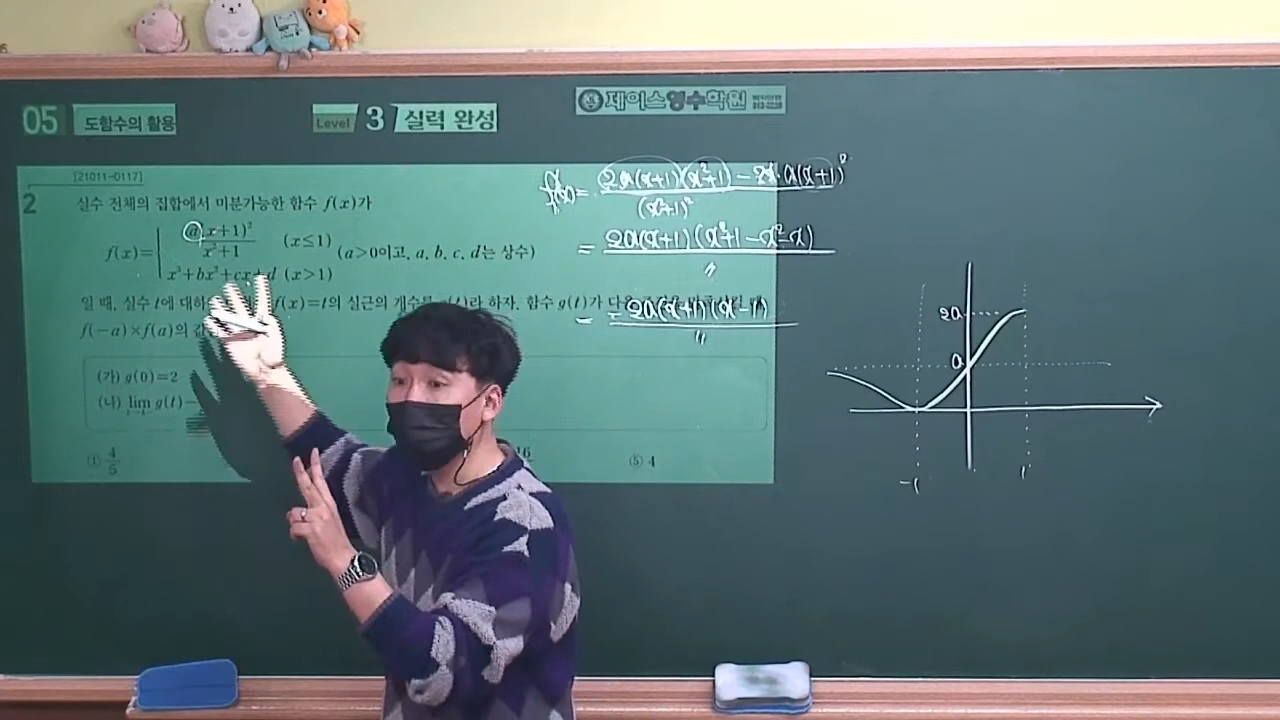 05 도함수의 활용 Level 3 실력 완성
제이스영수학원
[21011-0117]
2 실수 전체의 집합에서 미분가능한 함수 f(x)가
f(x)= a(x+1)²/x²+1 (x≤1)
x³+bx²+cx+d (x>1)
(a>0이고, a, b, c, d는 상수)
일 때, 실수 t에 대하 f(x)=t의 실근의 개수를 g(t)라 하자. 함수 g(t)가
f(-a)×f(a)의
(가) g(0)=2
(나) lim g(t)-
① 4/5
16
⑤ 4
= 2a(x+1)(x²+1) - 2x·a(x+1)²
(x²+1)²
= 2a(x+1)(x²+1-x²-x)
〃
= -2a(x+1)(x-1)
〃
2a
a
-1 1